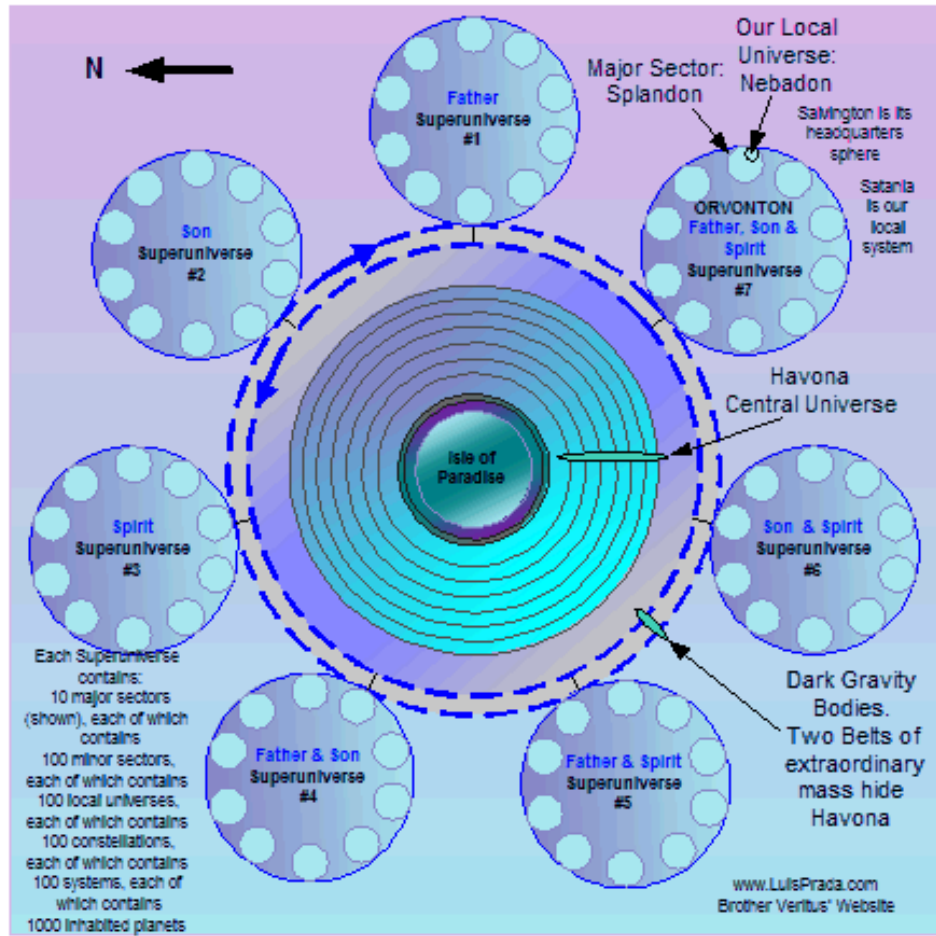 N
Father
Superuniverse
#1
Major Sector:
Splandon
Our Local
Universe:
Nebadon
Salvington is its
headquarters
sphere
Satania
is our
local
system
Son
Superuniverse
#2
ORVONTON
Father, Son &
Spirit
Superuniverse
#7
Havona
Central Universe
Isle of
Paradise
Spirit
Superuniverse
#3
Son & Spirit
Superuniverse
#6
Each Superuniverse
contains:
10 major sectors
(shown), each of which
contains
100 minor sectors,
each of which contains
100 local universes,
each of which contains
100 constellations,
each of which contains
100 systems, each of
which contains
1000 inhabited planets
Father & Son
Superuniverse
#4
Father & Spirit
Superuniverse
#5
Dark Gravity
Bodies.
Two Belts of
extraordinary
mass hide
Havona
www.LuisPrada.com
Brother Veritus' Website